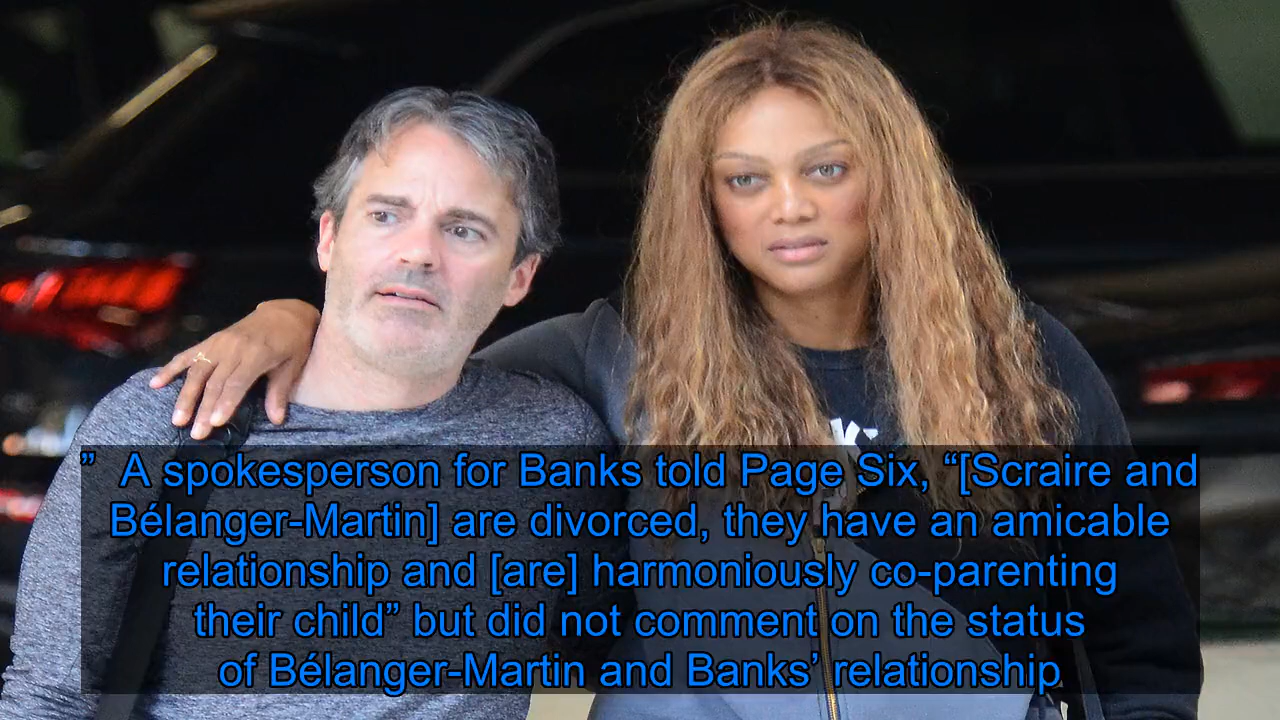 ” A spokesperson for Banks told Page Six, “[Scraire and
Bélanger-Martin] are divorced, they have an amicable
relationship and [are] harmoniously co-parenting
their child” but did not comment on the status
of Bélanger-Martin and Banks’ relationship